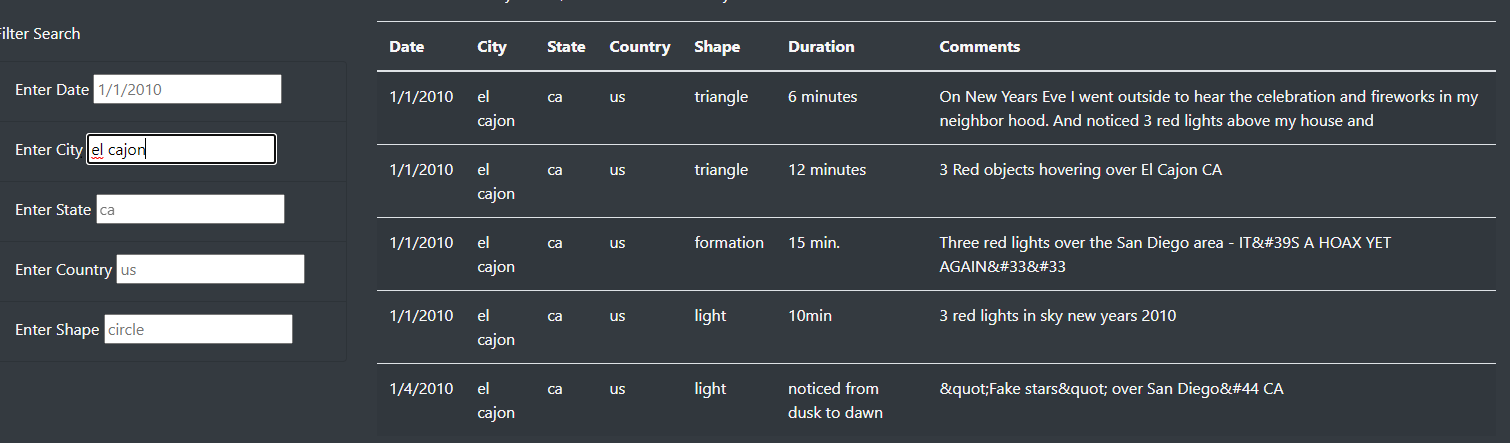 Filter Search
Enter Date 1/1/2010
Enter City el cajon
Enter State ca
Enter Country us
Enter Shape circle
Date City State Country Shape Duration Comments
1/1/2010 el ca us triangle 6 minutes On New Years Eve I went outside to hear the celebration and fireworks in my
cajon neighbor hood. And noticed 3 red lights above my house and
1/1/2010 el ca us triangle 12 minutes 3 Red objects hovering over El Cajon CA
cajon
1/1/2010 el ca us formation 15 min. Three red lights over the San Diego area - IT&#39S A HOAX YET
cajon AGAIN&#33&#33
1/1/2010 el ca us light 10min 3 red lights in sky new years 2010
cajon
1/4/2010 el ca us light noticed from &quot;Fake stars&quot; over San Diego&#44 CA
cajon dusk to dawn